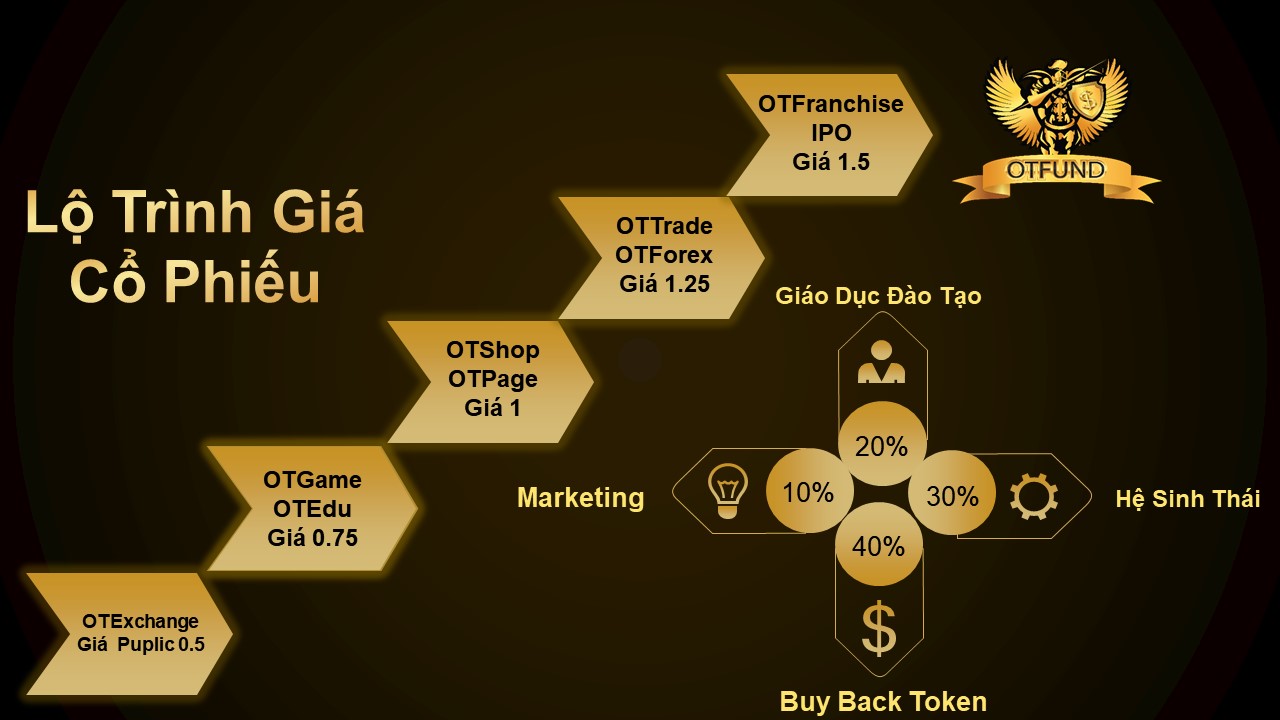 Lộ Trình Giá
Cổ Phiếu
OTFranchise
IPO
Giá 1.5
OTFUND
OTTrade
OTForex
Giá 1.25
OTShop
OTPage
Giá 1
OTGame
OTEdu
Giá 0.75
OTExchange
Giá Puplic 0.5
Giáo Dục Đào Tạo
20%
Marketing
10%
30%
Hệ Sinh Thái
40%
$
Buy Back Token